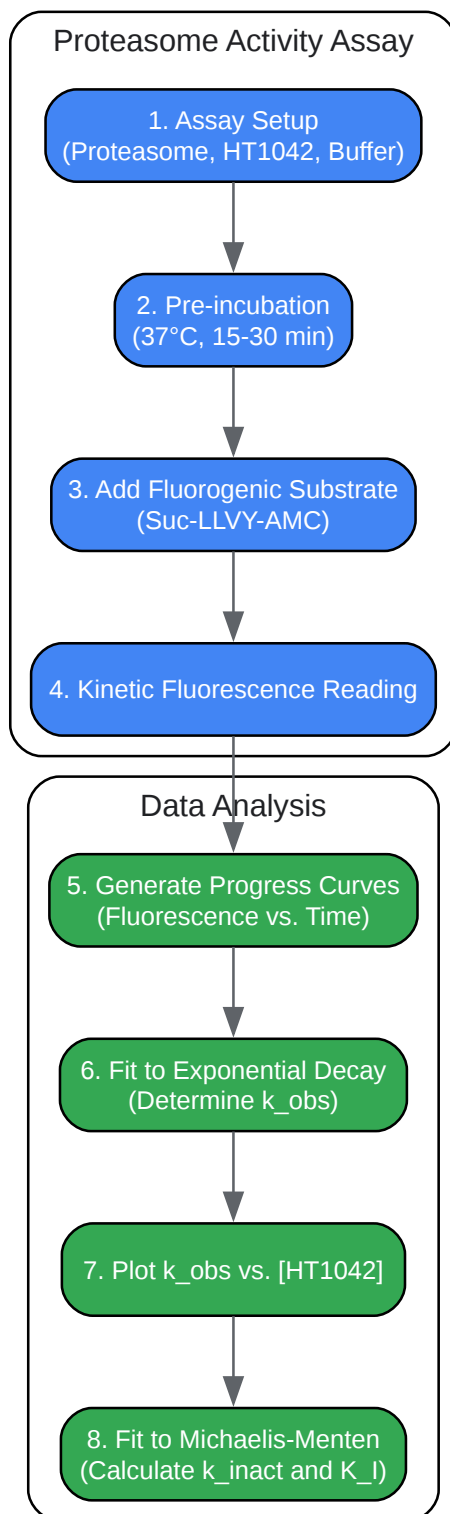 Proteasome Activity Assay
1. Assay Setup
(Proteasome, HT1042, Buffer)
2. Pre-incubation
(37°C, 15-30 min)
3. Add Fluorogenic Substrate
(Suc-LLVY-AMC)
4. Kinetic Fluorescence Reading
Data Analysis
5. Generate Progress Curves
(Fluorescence vs. Time)
6. Fit to Exponential Decay
(Determine k_obs)
7. Plot k_obs vs. [HT1042]
8. Fit to Michaelis-Menten
(Calculate k_inact and K_I)